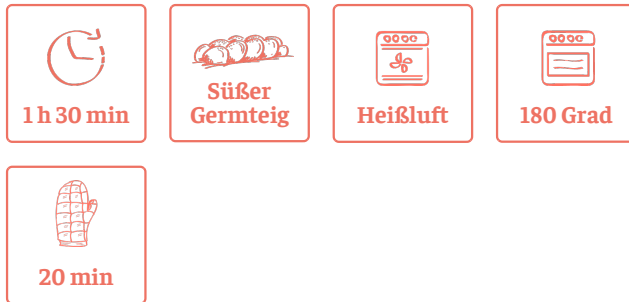 1 h 30 min
Süßer
Germteig
Heißluft
180 Grad
20 min